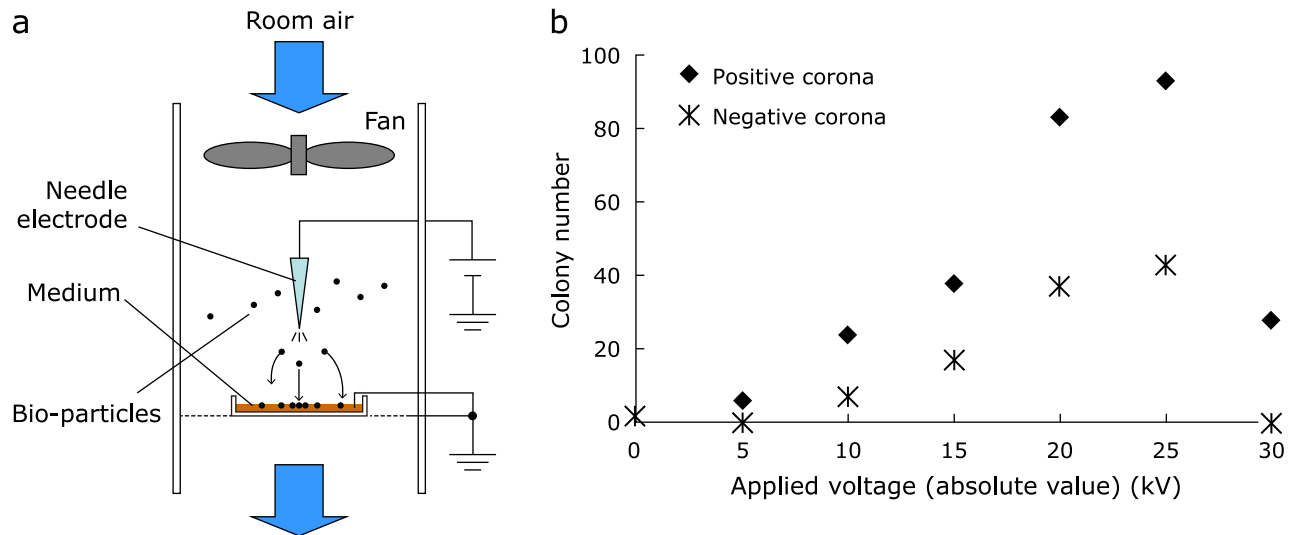 a
Room air
Fan
Needle
electrode
Medium
Bio-particles
b
Positive corona
Negative corona
Colony number
100
80
60
40
20
0
0 5 10 15 20 25 30
Applied voltage (absolute value) (kV)